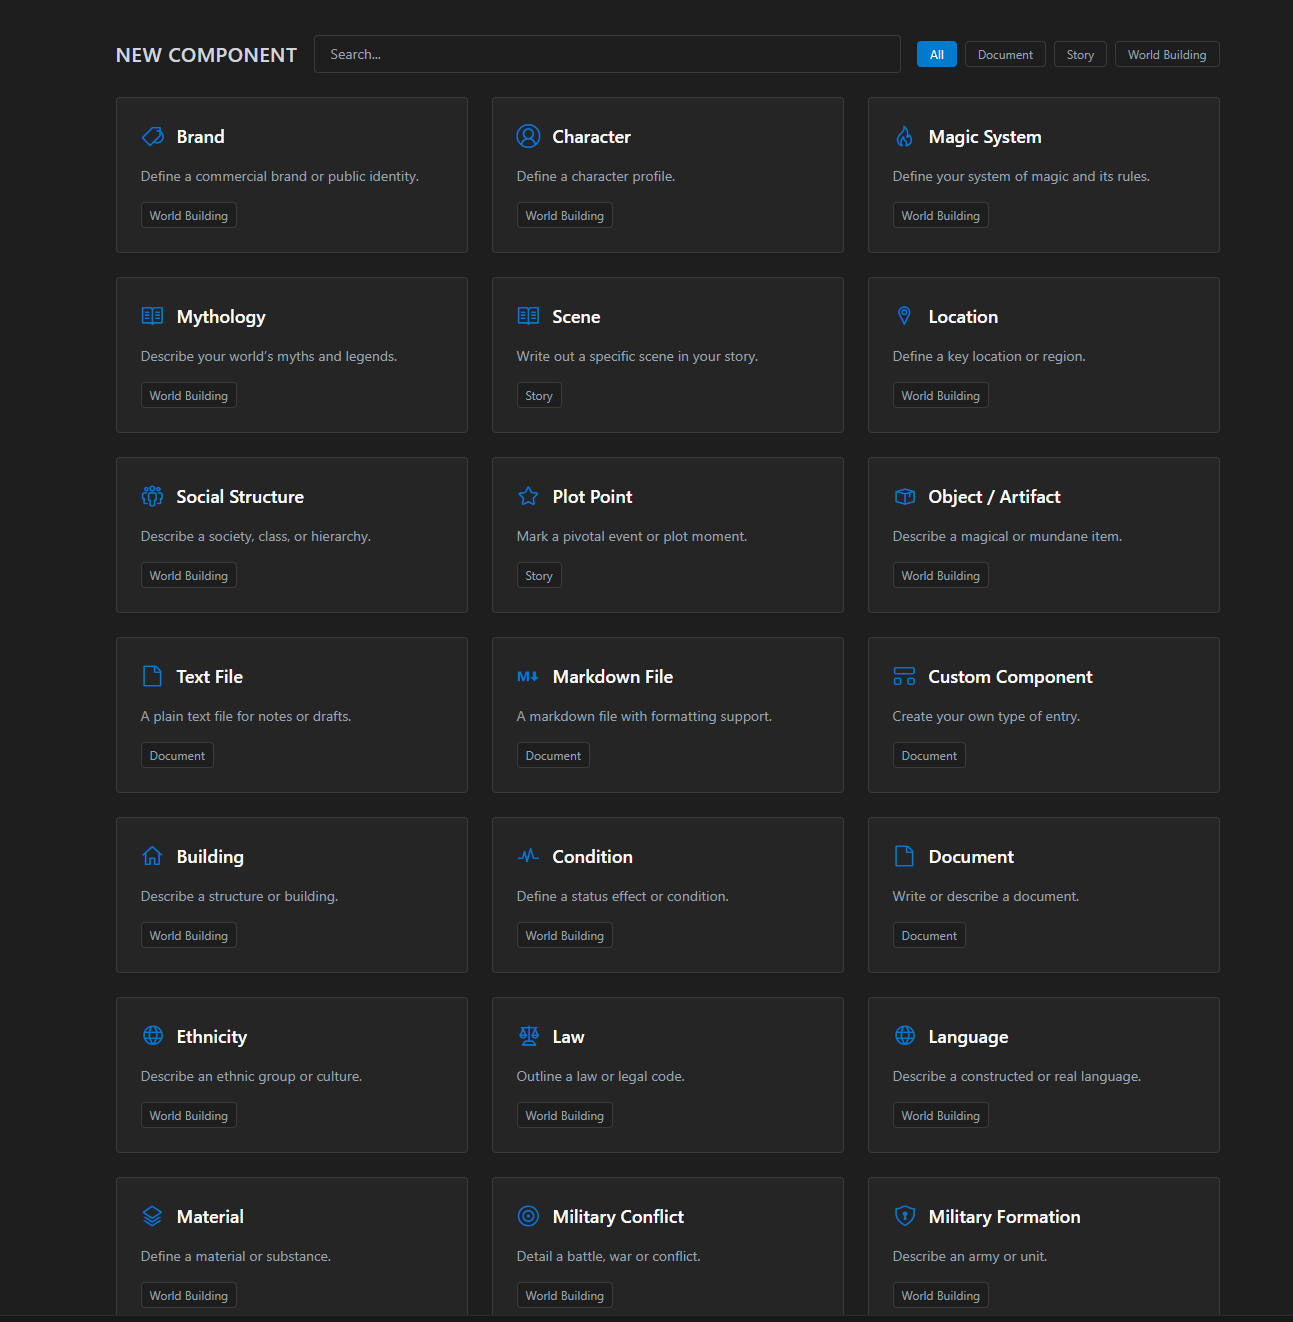 NEW COMPONENT
Search...
All
Document
Story
World Building
Brand
Define a commercial brand or public identity.
World Building
Character
Define a character profile.
World Building
Magic System
Define your system of magic and its rules.
World Building
Mythology
Describe your world's myths and legends.
World Building
Scene
Write out a specific scene in your story.
Story
Location
Define a key location or region.
World Building
Social Structure
Describe a society, class, or hierarchy.
World Building
Plot Point
Mark a pivotal event or plot moment.
Story
Object / Artifact
Describe a magical or mundane item.
World Building
Text File
A plain text file for notes or drafts.
Document
M
Markdown File
A markdown file with formatting support.
Document
Custom Component
Create your own type of entry.
Document
Building
Describe a structure or building.
World Building
Condition
Define a status effect or condition.
World Building
Document
Write or describe a document.
Document
Ethnicity
Describe an ethnic group or culture.
World Building
Law
Outline a law or legal code.
World Building
Language
Describe a constructed or real language.
World Building
Material
Define a material or substance.
World Building
Military Conflict
Detail a battle, war or conflict.
World Building
Military Formation
Describe an army or unit.
World Building